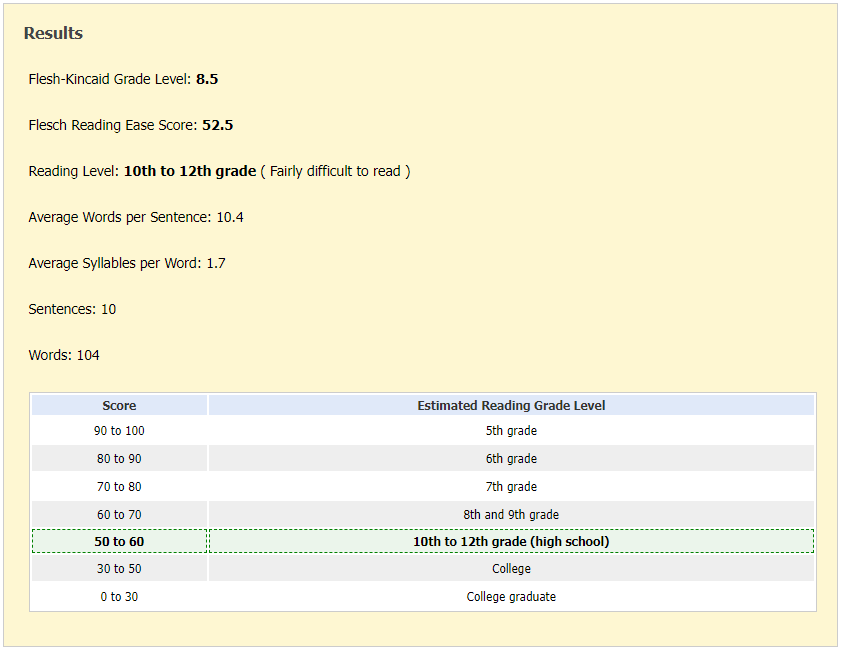 Results
Flesh-Kincaid Grade Level: 8.5
Flesch Reading Ease Score: 52.5
Reading Level: 10th to 12th grade ( Fairly difficult to read )
Average Words per Sentence: 10.4
Average Syllables per Word: 1.7
Sentences: 10
Words: 104
Score Estimated Reading Grade Level
90 to 100 5th grade
80 to 90 6th grade
70 to 80 7th grade
60 to 70 8th and 9th grade
50 to 60 10th to 12th grade (high school)
30 to 50 College
0 to 30 College graduate